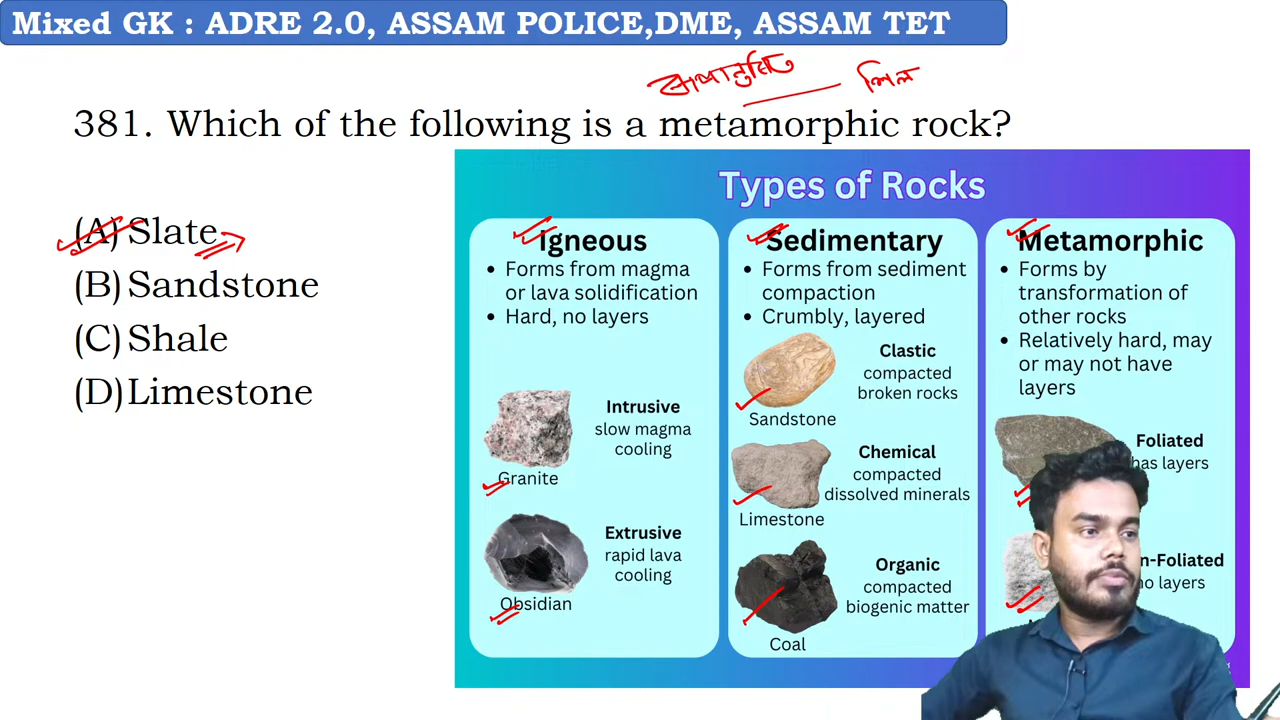 Mixed GK : ADRE 2.0, ASSAM POLICE,DME, ASSAM TET
শিল
381. Which of the following is a metamorphic rock?
(A) Slate
(B) Sandstone
(C) Shale
(D) Limestone
Types of Rocks
Igneous
• Forms from magma
or lava solidification
• Hard, no layers
Intrusive
slow magma
cooling
Granite
Extrusive
rapid lava
cooling
Obsidian
Sedimentary
• Forms from sediment
compaction
• Crumbly, layered
Clastic
compacted
broken rocks
Sandstone
Chemical
compacted
dissolved minerals
Limestone
Organic
compacted
biogenic matter
Coal
Metamorphic
• Forms by
transformation of
other rocks
• Relatively hard, may
or may not have
layers
Foliated
has layers
n-Foliated
no layers